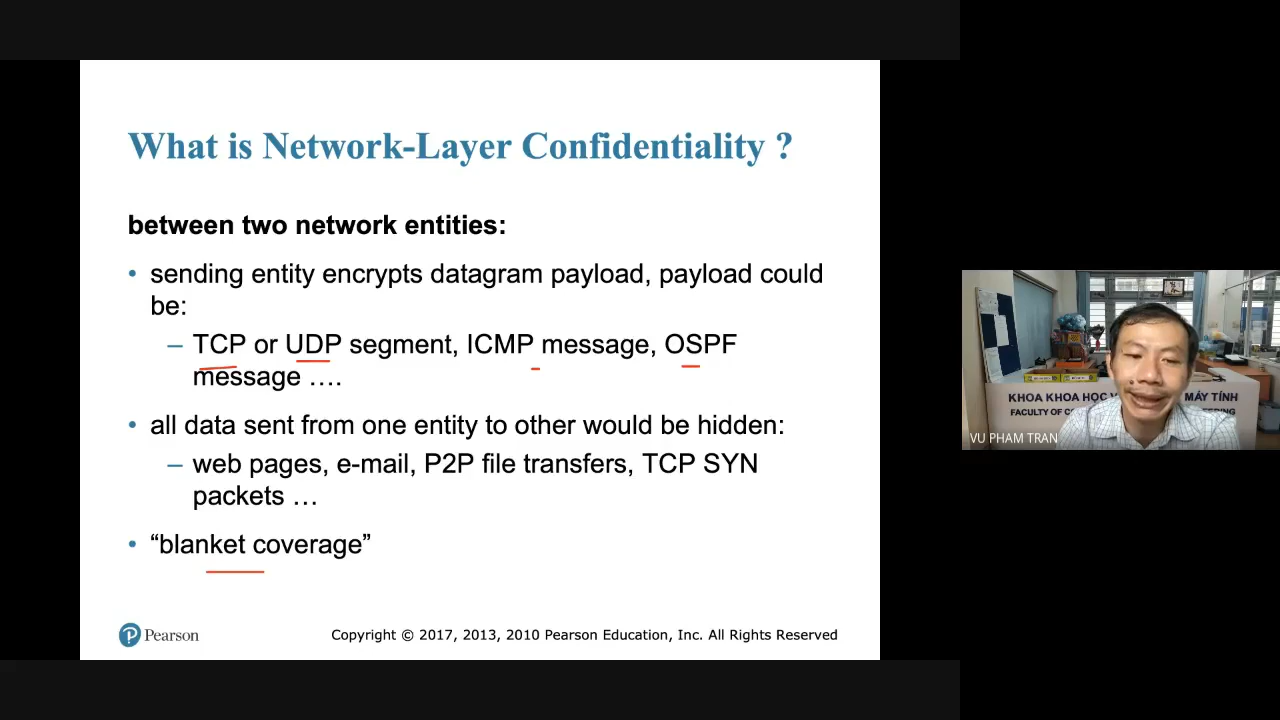 What is Network-Layer Confidentiality ?
between two network entities:
• sending entity encrypts datagram payload, payload could
be:
– TCP or UDP segment, ICMP message, OSPF
message ….
• all data sent from one entity to other would be hidden:
– web pages, e-mail, P2P file transfers, TCP SYN
packets …
• “blanket coverage”
Pearson
Copyright © 2017, 2013, 2010 Pearson Education, Inc. All Rights Reserved
KHOA KHOA HỌC V MÁY TÍNH
FACULTY OF CO ERING
VU PHAM TRAN